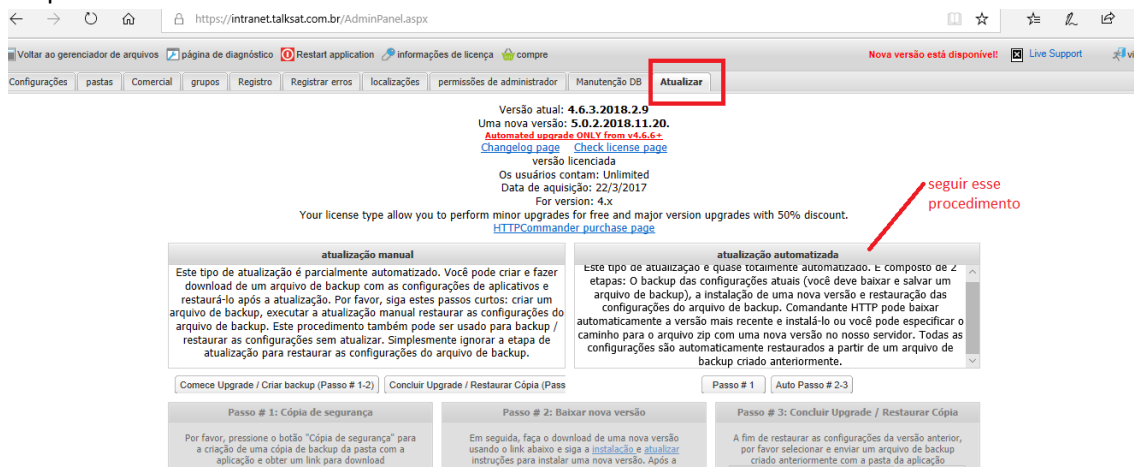 https://intranet.talksat.com.br/AdminPanel.aspx
Voltar ao gerenciador de arquivos página de diagnóstico Restart application informações de licença compre Nova versão está disponível! Live Support
Configurações pastas Comercial grupos Registro Registrar erros localizações permissões de administrador Manutenção DB Atualizar
Versão atual: 4.6.3.2018.2.9
Uma nova versão: 5.0.2.2018.11.20.
Automated upgrade ONLY from v4.6.6+
Changelog page Check license page
versão licenciada
Os usuários contam: Unlimited
Data de aquisição: 22/3/2017
For version: 4.x
Your license type allow you to perform minor upgrades for free and major version upgrades with 50% discount.
HTTPCommander purchase page
seguir esse
procedimento
atualização manual
Este tipo de atualização é parcialmente automatizado. Você pode criar e fazer
download de um arquivo de backup com as configurações de aplicativos e
restaurá-lo após a atualização. Por favor, siga estes passos curtos: criar um
arquivo de backup, executar a atualização manual restaurar as configurações do
arquivo de backup. Este procedimento também pode ser usado para backup /
restaurar as configurações sem atualizar. Simplesmente ignorar a etapa de
atualização para restaurar as configurações do arquivo de backup.
Comece Upgrade / Criar backup (Passo # 1-2) Concluir Upgrade / Restaurar Cópia (Pass
atualização automatizada
Este tipo de atualização é quase totalmente automatizado. É composto de 2
etapas: O backup das configurações atuais (você deve baixar e salvar um
arquivo de backup), a instalação de uma nova versão e restauração das
configurações do arquivo de backup. Comandante HTTP pode baixar
automaticamente a versão mais recente e instalá-lo ou você pode especificar o
caminho para o arquivo zip com uma nova versão no nosso servidor. Todas as
configurações são automaticamente restaurados a partir de um arquivo de
backup criado anteriormente.
Passo # 1 Auto Passo # 2-3
Passo # 1: Cópia de segurança
Por favor, pressione o botão "Cópia de segurança" para
a criação de uma cópia de backup da pasta com a
aplicação e obter um link para download
Passo # 2: Baixar nova versão
Em seguida, faça o download de uma nova versão
usando o link abaixo e siga a instalação e atualizar
instruções para instalar uma nova versão. Após a
Passo # 3: Concluir Upgrade / Restaurar Cópia
A fim de restaurar as configurações da versão anterior,
por favor selecionar e enviar um arquivo de backup
criado anteriormente com a pasta da aplicação